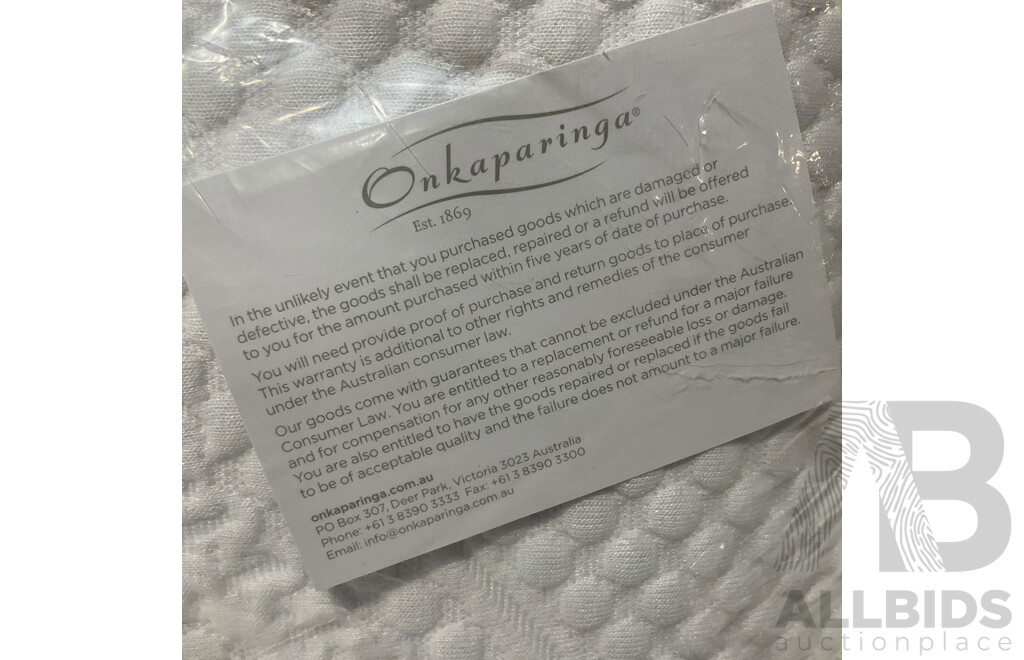 Onkaparinga®
Est. 1869
In the unlikely event that you purchased goods which are damaged or
defective, the goods shall be replaced, repaired or a refund will be offered
to you for the amount purchased within five years of date of purchase.
You will need provide proof of purchase and return goods to place of purchase.
This warranty is additional to other rights and remedies of the consumer
under the Australian consumer law.
Our goods come with guarantees that cannot be excluded under the Australian
Consumer Law. You are entitled to a replacement or refund for a major failure
and for compensation for any other reasonably foreseeable loss or damage.
You are also entitled to have the goods repaired or replaced if the goods fail
to be of acceptable quality and the failure does not amount to a major failure.
onkaparinga.com.au
PO Box 307, Deer Park, Victoria 3023 Australia
Phone: +61 3 8390 3333 Fax: +61 3 8390 3300
Email: info@onkaparinga.com.au
AB
ALLBIDS
auctionplace